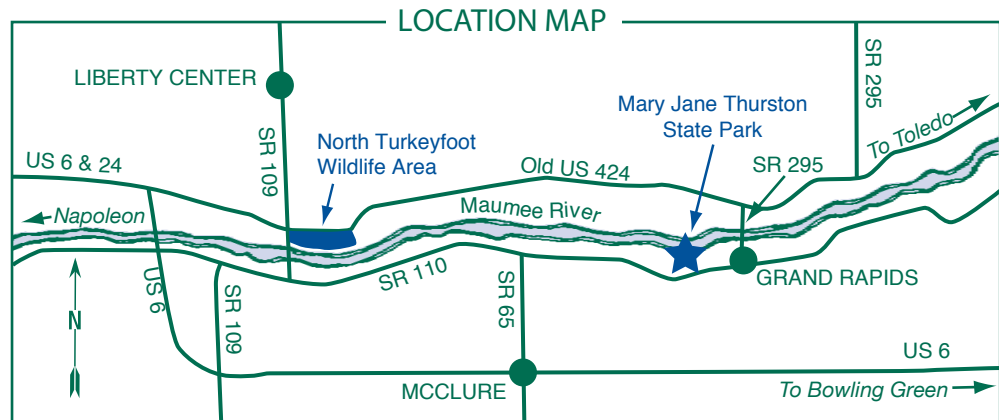 LOCATION MAP
LIBERTY CENTER
SR 109
North Turkeyfoot
Wildlife Area
Mary Jane Thurston
State Park
SR 295
To Toledo
US 6 & 24
Old US 424
SR 295
Napoleon
Maumee River
US 6
SR 109
SR 110
SR 65
GRAND RAPIDS
N
MCCLURE
US 6
To Bowling Green